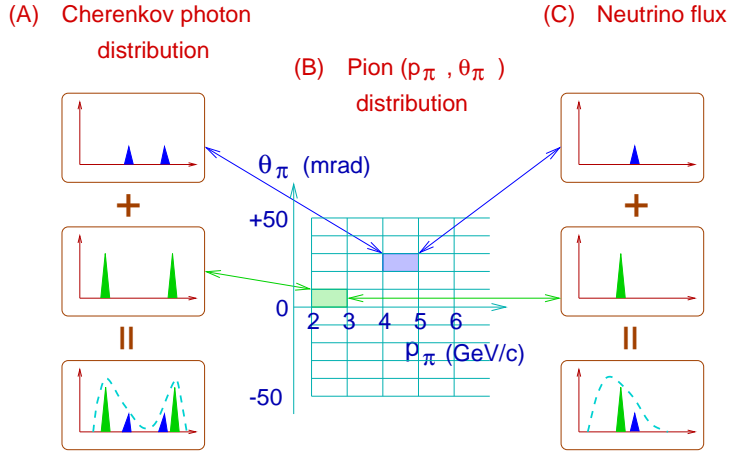 (A) Cherenkov photon
distribution
(B) Pion (pπ , θπ )
distribution
(C) Neutrino flux
θπ (mrad)
+50
0
-50
2 3 4 5 6
pπ (GeV/c)
+
+
=
=